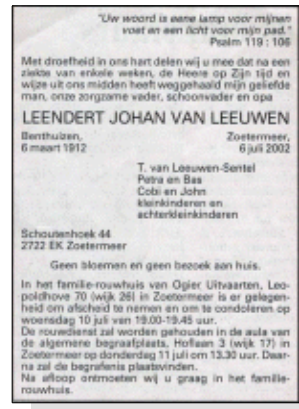 "Uw woord is eene lamp voor mijnen
voet en een licht voor mijn pad."
Psalm 119 : 106
Met droefheid in ons hart delen wij u mee dat na een
ziekte van enkele weken, de Heere op Zijn tijd en
wijze uit ons midden heeft weggehaald mijn geliefde
man, onze zorgzame vader, schoonvader en opa
LEENDERT JOHAN VAN LEEUWEN
Benthuizen, Zoetermeer,
6 maart 1912 6 juli 2002
T. van Leeuwen-Sentel
Petra en Bas
Cobi en John
kleinkinderen en
achterkleinkinderen
Schoutenhoek 44
2722 EK Zoetermeer
Geen bloemen en geen bezoek aan huis.
In het familie-rouwhuis van Ogier Uitvaarten, Leo-
poldhove 70 (wijk 26) in Zoetermeer is er gelegen-
heid om afscheid te nemen en om te condoleren op
woensdag 10 juli van 19.00-19.45 uur.
De rouwdienst zal worden gehouden in de aula van
de algemene begraafplaats, Hoflaan 3 (wijk 17) in
Zoetermeer op donderdag 11 juli om 13.30 uur. Daar-
na zal de begrafenis plaatsvinden.
Na afloop ontmoeten wij u graag in het familie-
rouwhuis.